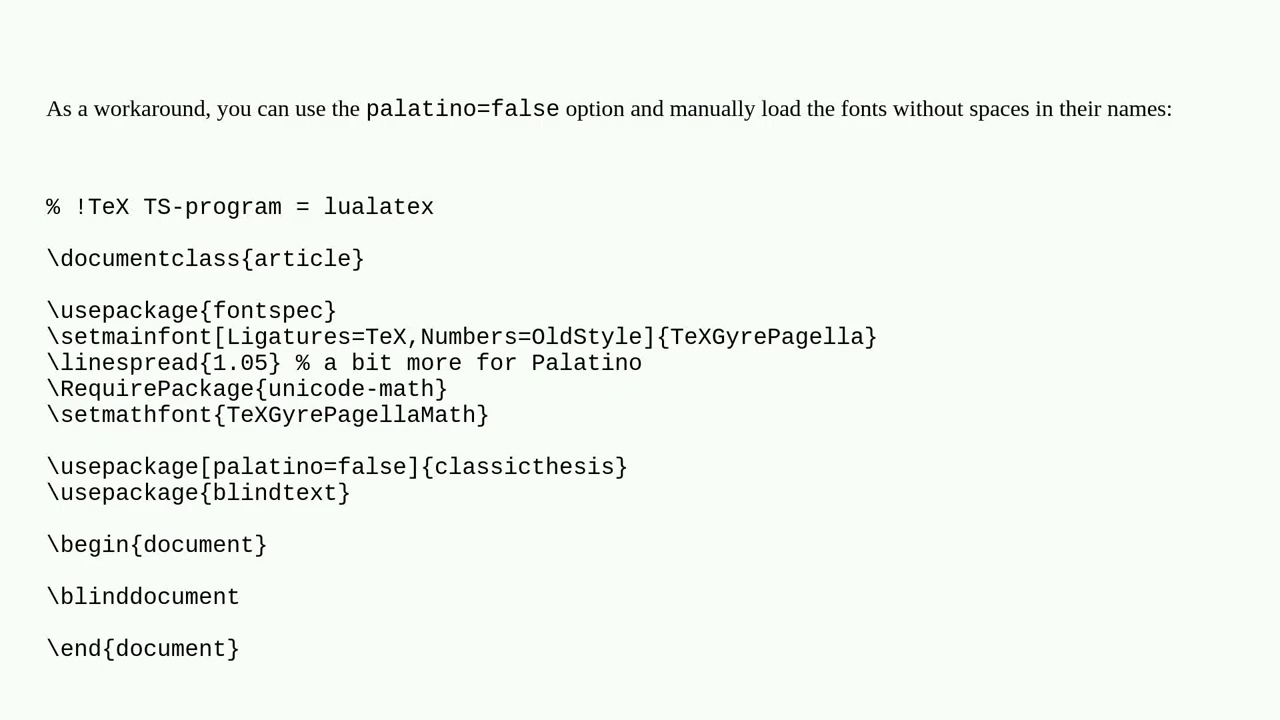 As a workaround, you can use the palatino=false option and manually load the fonts without spaces in their names:
% !TeX TS-program = lualatex
\documentclass{article}
\usepackage{fontspec}
\setmainfont[Ligatures=TeX,Numbers=OldStyle]{TeXGyrePagella}
\linespread{1.05} % a bit more for Palatino
\RequirePackage{unicode-math}
\setmathfont{TeXGyrePagellaMath}
\usepackage[palatino=false]{classicthesis}
\usepackage{blindtext}
\begin{document}
\blinddocument
\end{document}